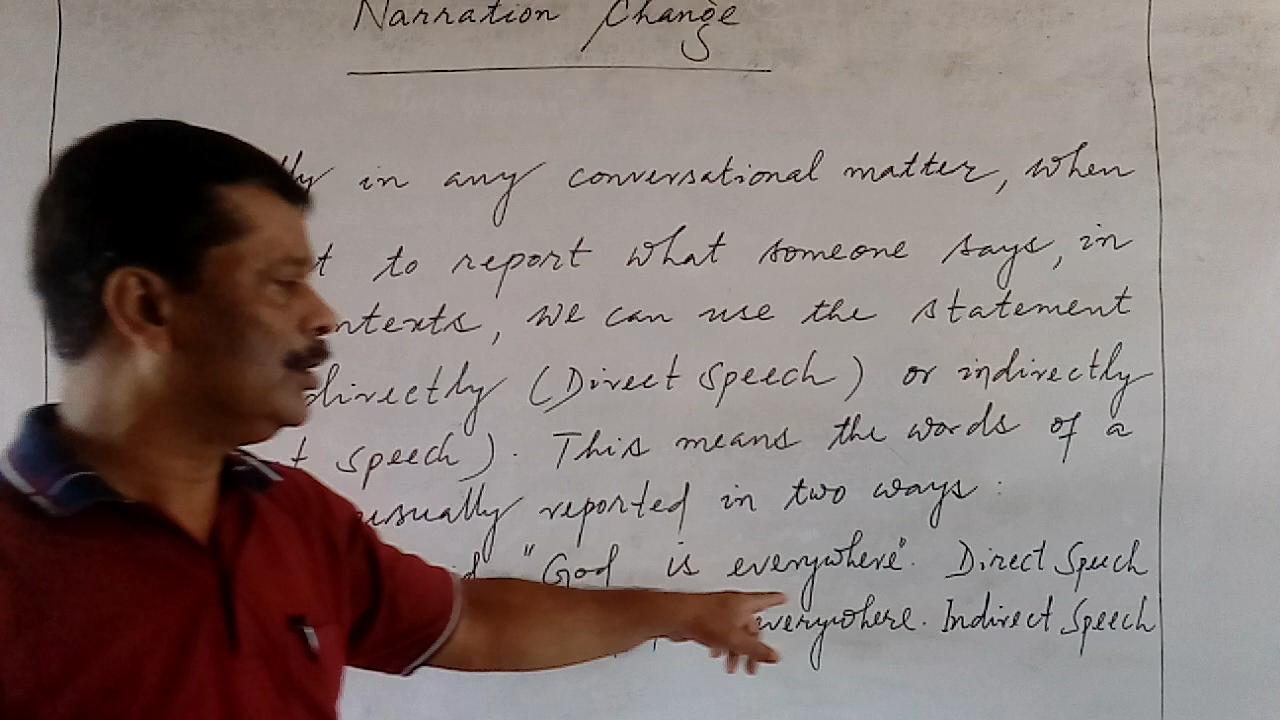 Narration Change
in any conversational matter, when
to report what someone says, in
we can use the statement
directly (Direct Speech) or indirectly
speech). This means the words of a
usually reported in two ways:
"God is everywhere". Direct Speech
everywhere. Indirect Speech